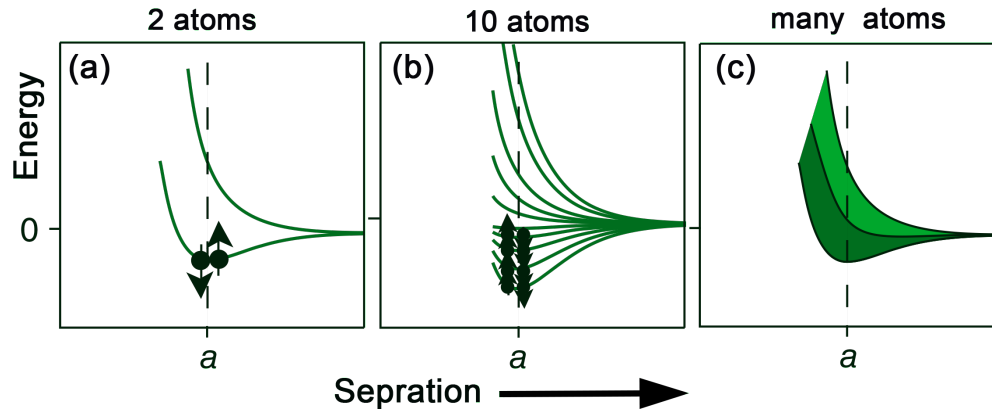 2 atoms
10 atoms
many atoms
(a)
(b)
(c)
Energy
0
a
a
a
Sepration